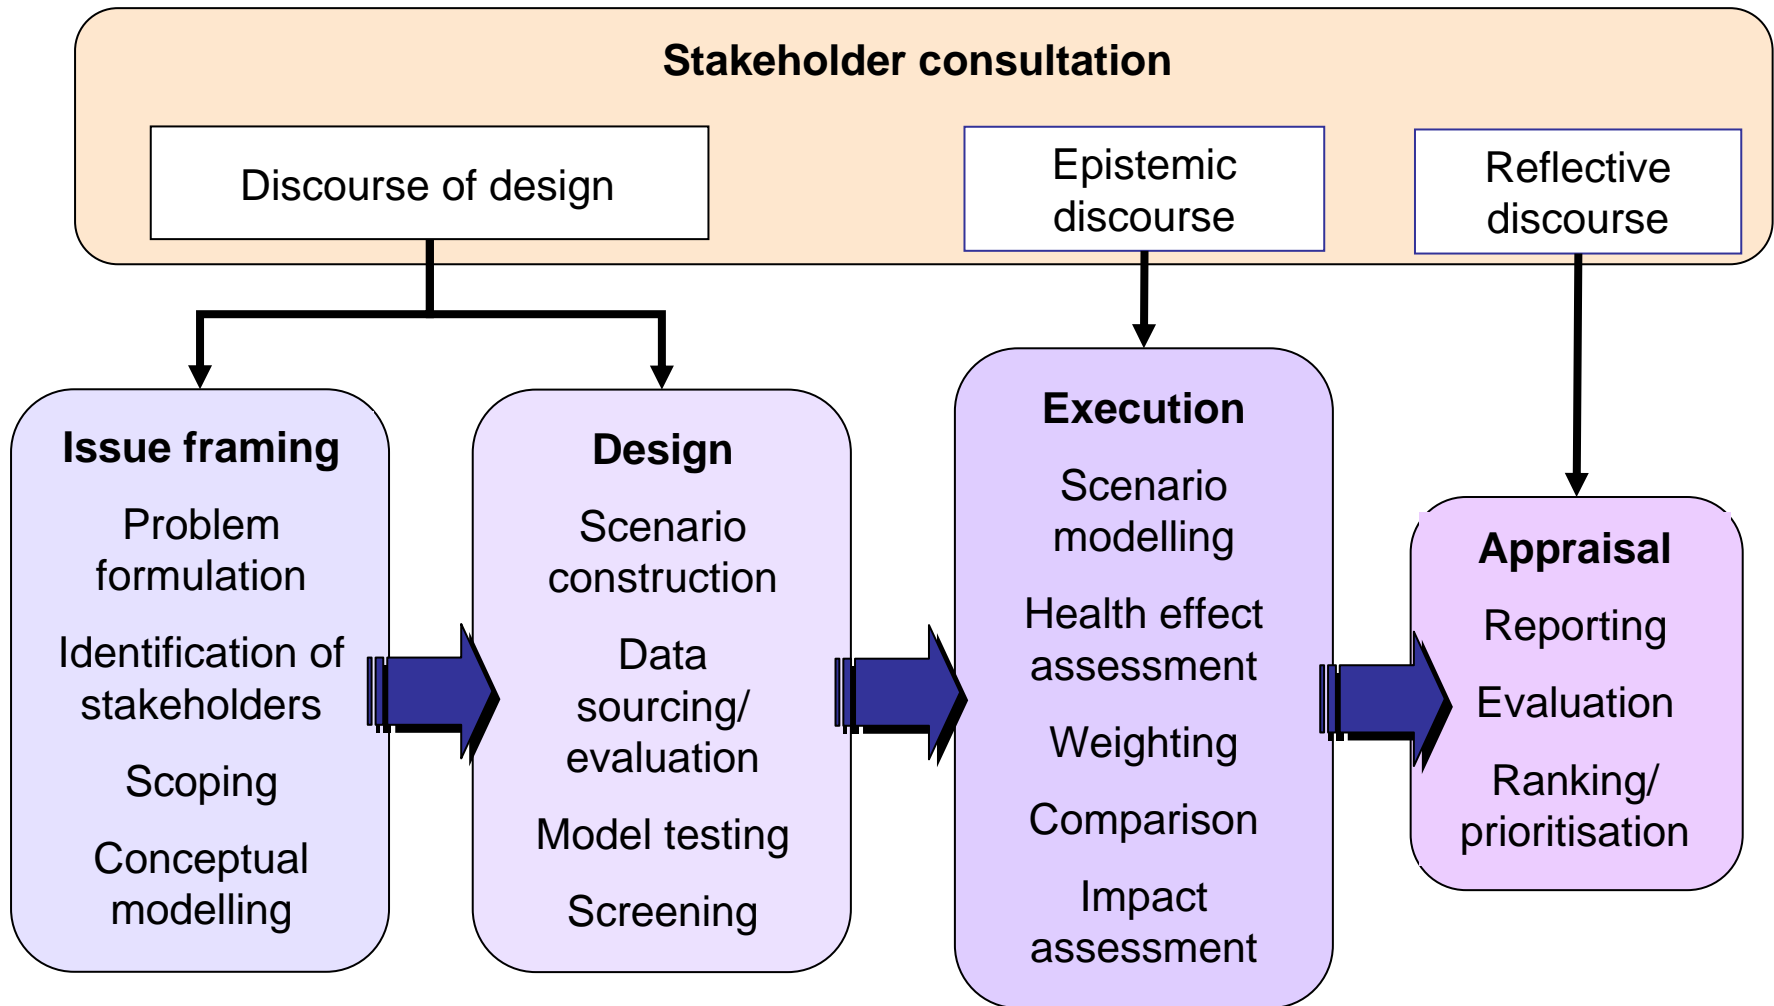 Stakeholder consultation
Discourse of design
Epistemic
discourse
Reflective
discourse
Issue framing
Problem
formulation
Identification of
stakeholders
Scoping
Conceptual
modelling
Design
Scenario
construction
Data
sourcing/
evaluation
Model testing
Screening
Execution
Scenario
modelling
Health effect
assessment
Weighting
Comparison
Impact
assessment
Appraisal
Reporting
Evaluation
Ranking/
prioritisation